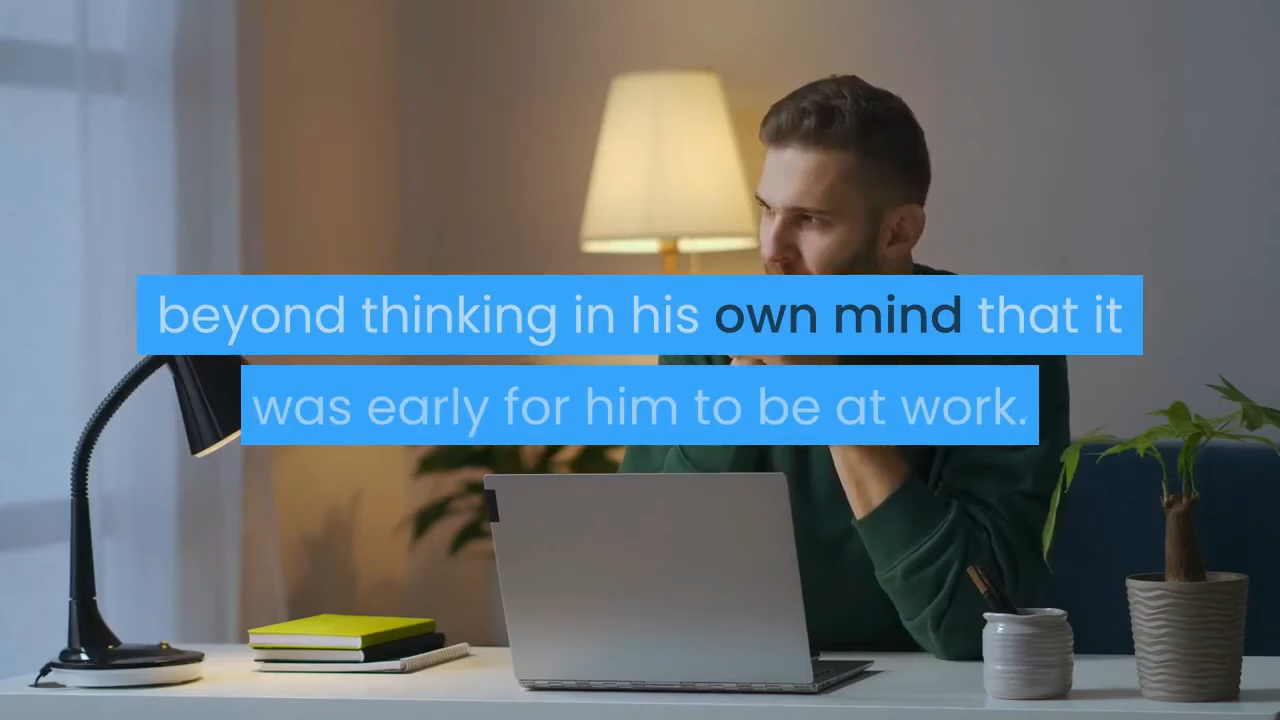 beyond thinking in his own mind that it
was early for him to be at work.